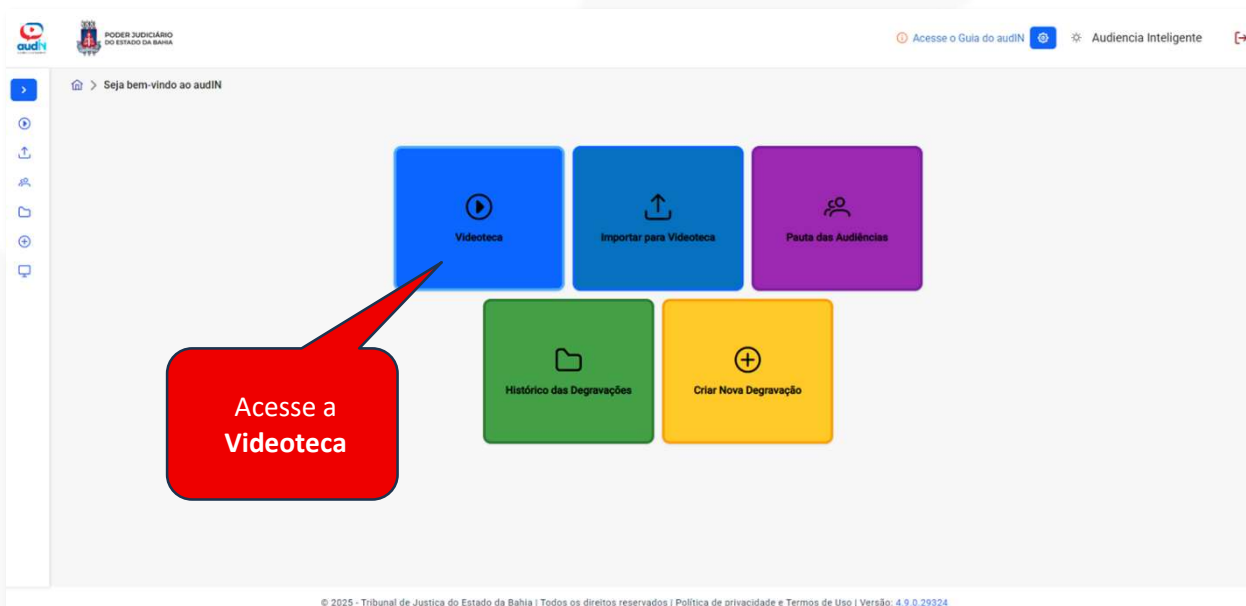 audIN
PODER JUDICIÁRIO
DO ESTADO DA BAHIA
Acesse o Guia do audIN
Audiencia Inteligente
Seja bem-vindo ao audIN
Videoteca
Importar para Videoteca
Pauta das Audiências
Histórico das Degravações
Criar Nova Degravação
Acesse a
Videoteca
© 2025 - Tribunal de Justiça do Estado da Bahia | Todos os direitos reservados | Política de privacidade e Termos de Uso | Versão: 4.9.0.29324